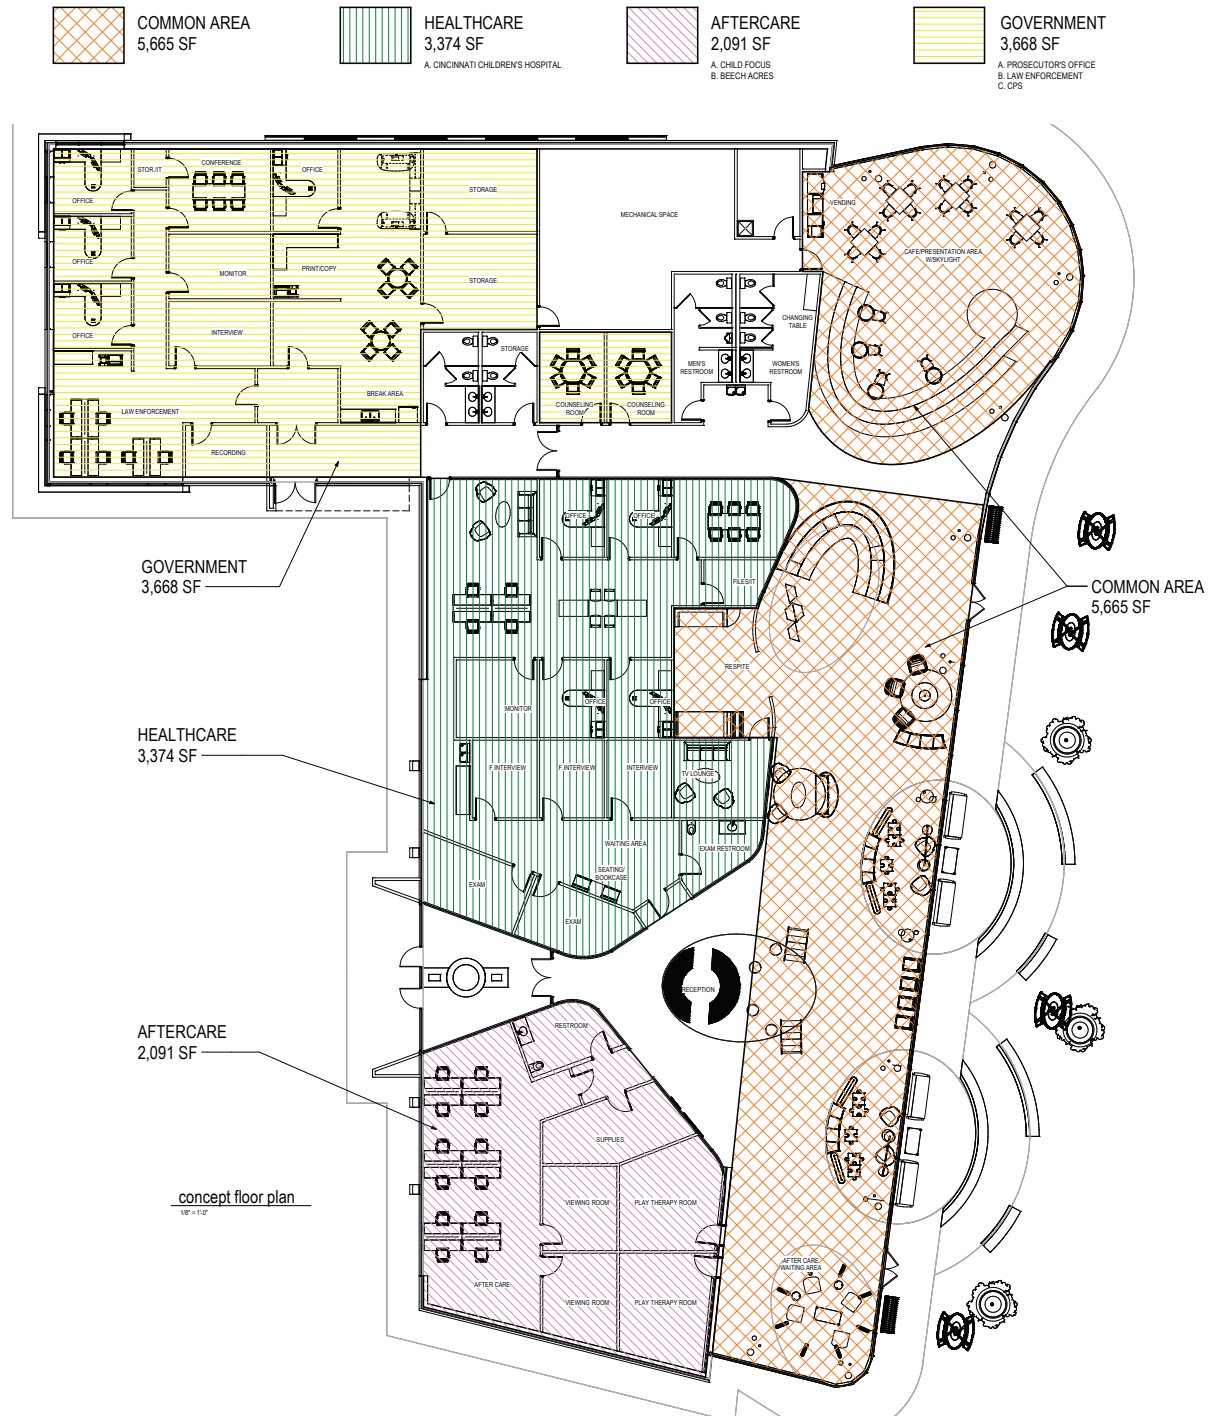 COMMON AREA
5,665 SF
HEALTHCARE
3,374 SF
A. CINCINNATI CHILDREN'S HOSPITAL
AFTERCARE
2,091 SF
A. CHILD FOCUS
B. BEECH ACRES
GOVERNMENT
3,668 SF
A. PROSECUTOR'S OFFICE
B. LAW ENFORCEMENT
C. CPS
STOR./IT
CONFERENCE
OFFICE
OFFICE
STORAGE
MECHANICAL SPACE
VENDING
CAFE/PRESENTATION AREA
W/SKYLIGHT
OFFICE
MONITOR
PRINT/COPY
STORAGE
OFFICE
INTERVIEW
STORAGE
CHANGING
TABLE
MEN'S
RESTROOM
WOMEN'S
RESTROOM
BREAK AREA
COUNSELING
ROOM
COUNSELING
ROOM
LAW ENFORCEMENT
RECORDING
OFFICE
OFFICE
GOVERNMENT
3,668 SF
FILES/IT
COMMON AREA
5,665 SF
RESPITE
MONITOR
OFFICE
OFFICE
HEALTHCARE
3,374 SF
F.INTERVIEW
F.INTERVIEW
INTERVIEW
TV LOUNGE
WAITING AREA
EXAM RESTROOM
SEATING/
BOOKCASE
EXAM
EXAM
RECEPTION
AFTERCARE
2,091 SF
RESTROOM
SUPPLIES
concept floor plan
1/8" = 1'-0"
VIEWING ROOM
PLAY THERAPY ROOM
AFTER CARE
WAITING AREA
AFTER CARE
VIEWING ROOM
PLAY THERAPY ROOM